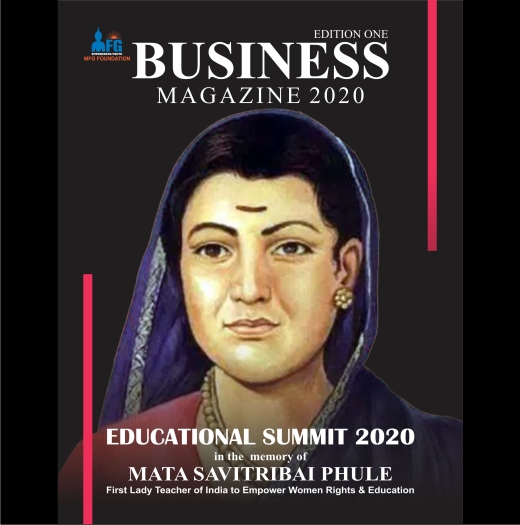 EDITION ONE
MFG
MFG FOUNDATION
BUSINESS
MAGAZINE 2020
EDUCATIONAL SUMMIT 2020
in the memory of
MATA SAVITRIBAI PHULE
First Lady Teacher of India to Empower Women Rights & Education